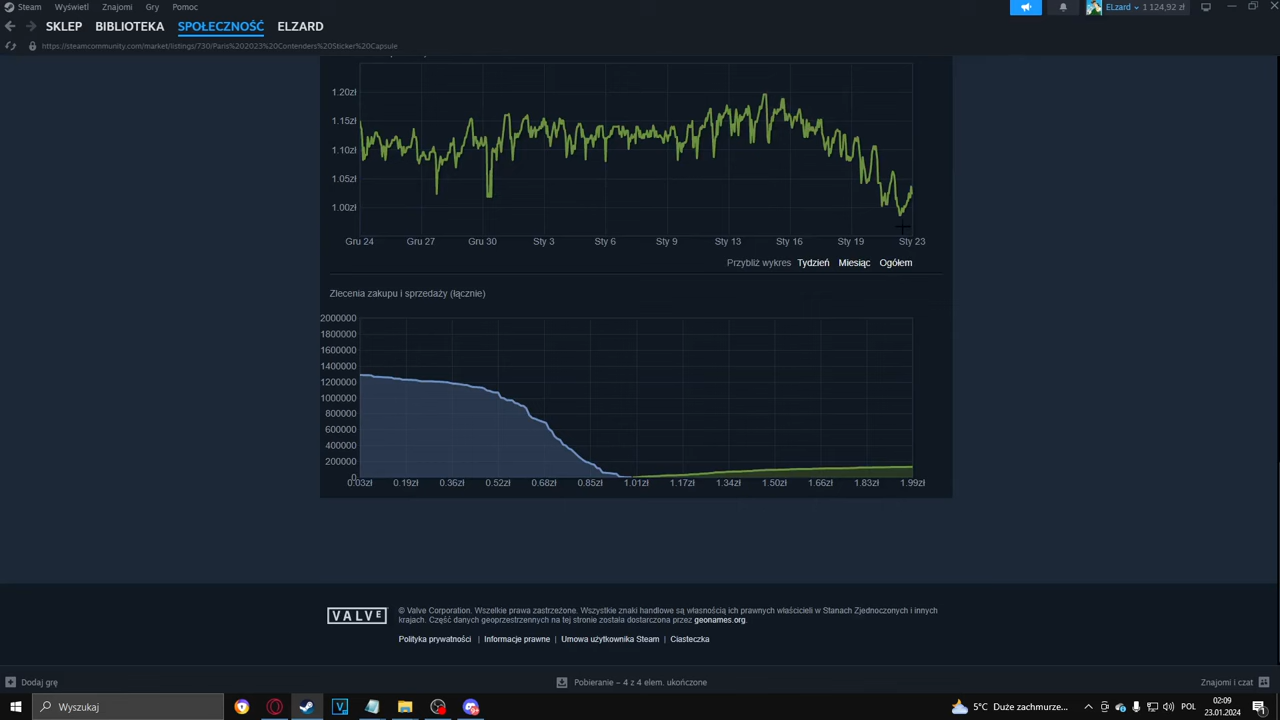 Steam Wyświetl Znajomi Gry Pomoc ELzard 1 124,92 zł
SKLEP BIBLIOTEKA SPOŁECZNOŚĆ ELZARD
https://steamcommunity.com/market/listings/730/Paris%202023%20Contenders%20Sticker%20Capsule
1.20zł
1.15zł
1.10zł
1.05zł
1.00zł
Gru 24 Gru 27 Gru 30 Sty 3 Sty 6 Sty 9 Sty 13 Sty 16 Sty 19 Sty 23
Przybliż wykres Tydzień Miesiąc Ogółem
Zlecenia zakupu i sprzedaży (łącznie)
2000000
1800000
1600000
1400000
1200000
1000000
800000
600000
400000
200000
0
0.03zł 0.19zł 0.36zł 0.52zł 0.68zł 0.85zł 1.01zł 1.17zł 1.34zł 1.50zł 1.66zł 1.83zł 1.99zł
VALVE © Valve Corporation. Wszelkie prawa zastrzeżone. Wszystkie znaki handlowe są własnością ich prawnych właścicieli w Stanach Zjednoczonych i innych
krajach. Część danych geoprzestrzennych na tej stronie została dostarczona przez geonames.org.
Polityka prywatności | Informacje prawne | Umowa użytkownika Steam | Ciasteczka
Dodaj grę Pobieranie – 4 z 4 elem. ukończone Znajomi i czat
Wyszukaj 5°C Duże zachmurze... POL 02:09
23.01.2024